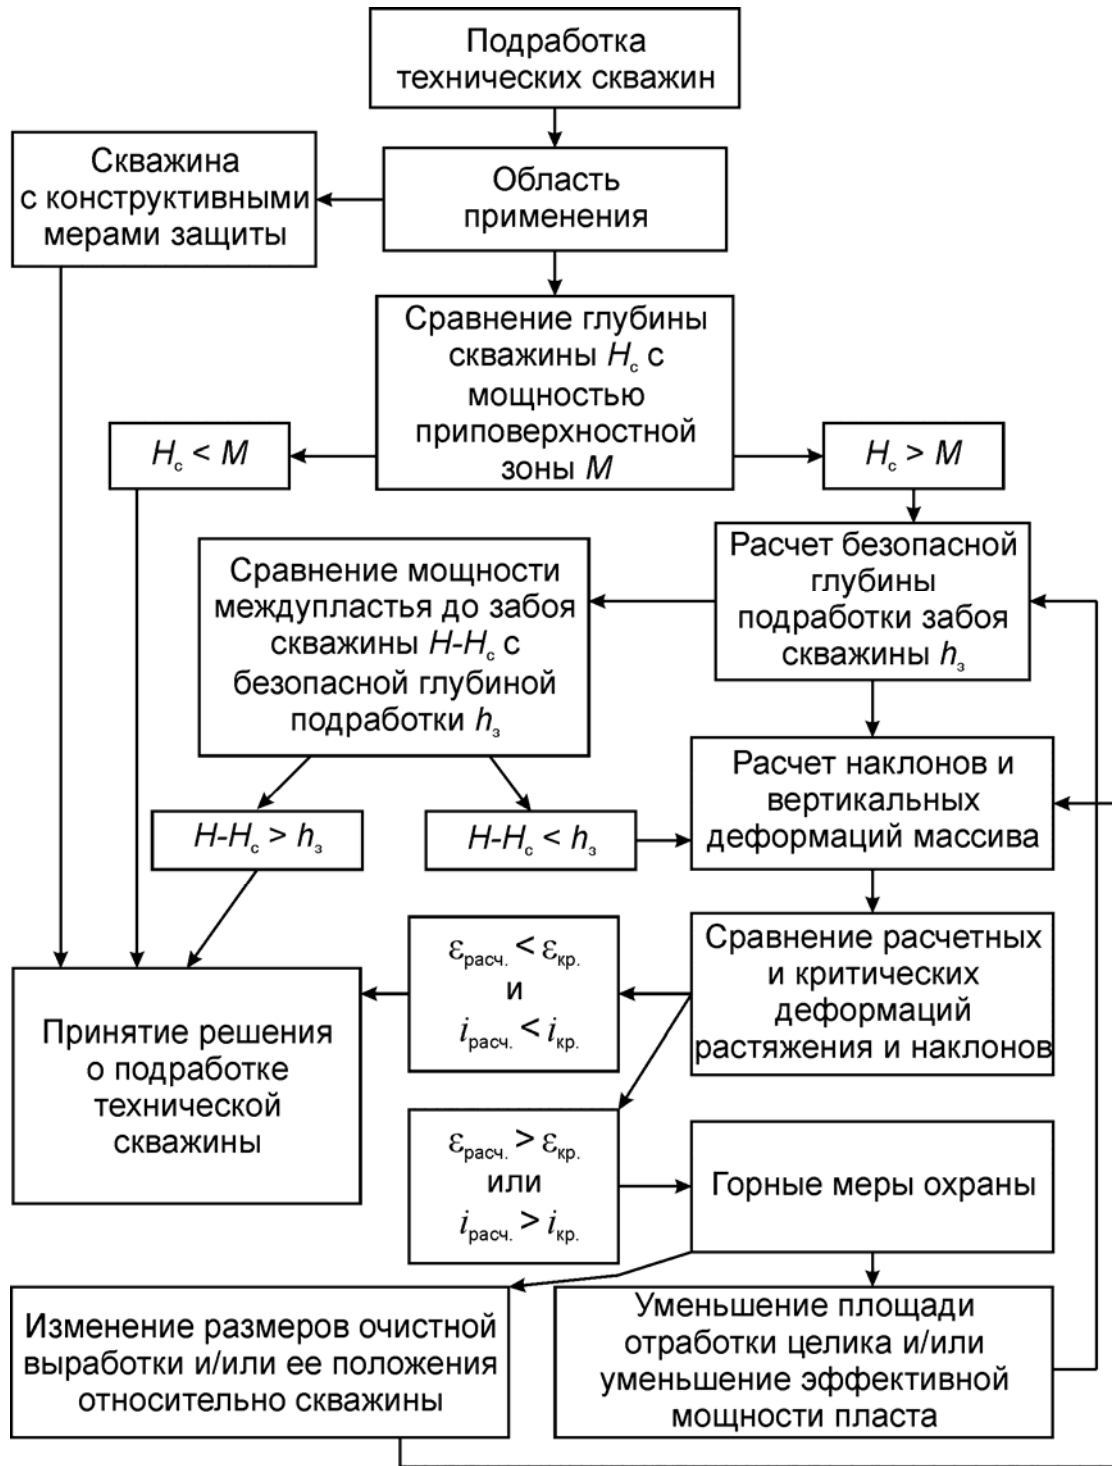 Подработка
технических скважин
Скважина
с конструктивными
мерами защиты
Область
применения
Сравнение глубины
скважины Hс с
мощностью
приповерхностной
зоны M
Hс < M
Hс > M
Расчет безопасной
глубины
подработки забоя
скважины hз
Сравнение мощности
междупластья до забоя
скважины H-Hс с
безопасной глубиной
подработки hз
Расчет наклонов и
вертикальных
деформаций массива
H-Hс > hз
H-Hс < hз
Сравнение расчетных
и критических
деформаций
растяжения и наклонов
εрасч. < εкр.
и
iрасч. < iкр.
Принятие решения
о подработке
технической
скважины
εрасч. > εкр.
или
iрасч. > iкр.
Горные меры охраны
Изменение размеров очистной
выработки и/или ее положения
относительно скважины
Уменьшение площади
отработки целика и/или
уменьшение эффективной
мощности пласта